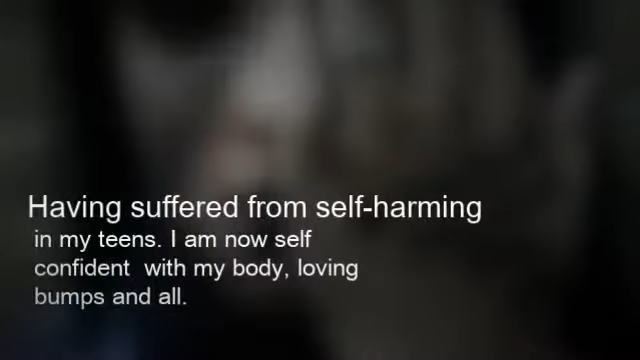 Having suffered from self-harming
in my teens. I am now self
confident  with my body, loving
bumps and all.